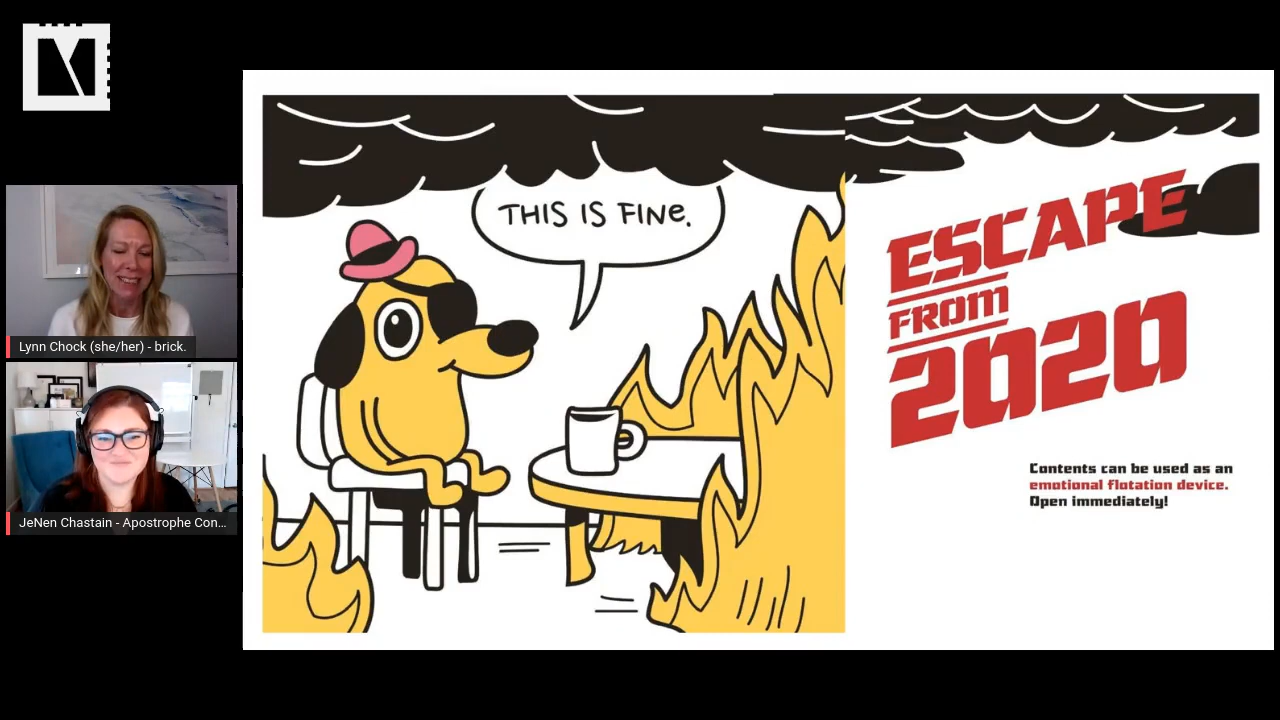 Lynn Chock (she/her) - brick.
JeNen Chastain - Apostrophe Con...
THIS IS FINe.
ESCAPE
FROM
2020
Contents can be used as an
emotional flotation device.
Open immediately!